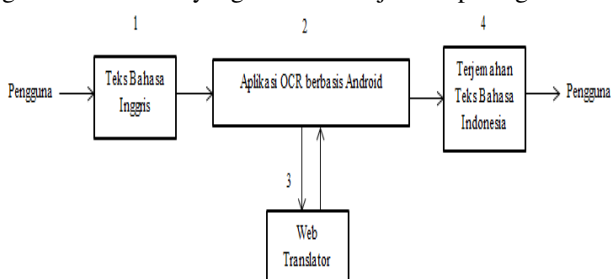 1
2
4
Pengguna
Teks Bahasa
Inggris
Aplikasi OCR berbasis Android
Terjemahan
Teks Bahasa
Indonesia
Pengguna
3
Web
Translator